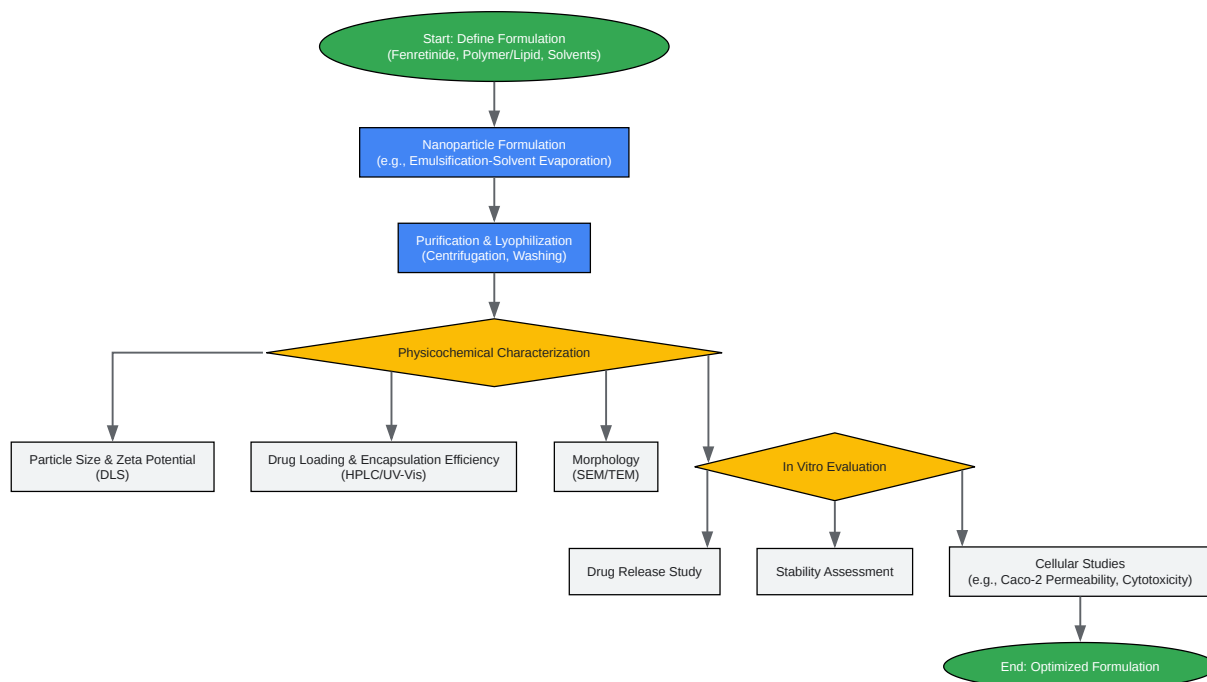 Start: Define Formulation
(Fenretinide, Polymer/Lipid, Solvents)
Nanoparticle Formulation
(e.g., Emulsification-Solvent Evaporation)
Purification & Lyophilization
(Centrifugation, Washing)
Physicochemical Characterization
Particle Size & Zeta Potential
(DLS)
Drug Loading & Encapsulation Efficiency
(HPLC/UV-Vis)
Morphology
(SEM/TEM)
In Vitro Evaluation
Drug Release Study
Stability Assessment
Cellular Studies
(e.g., Caco-2 Permeability, Cytotoxicity)
End: Optimized Formulation